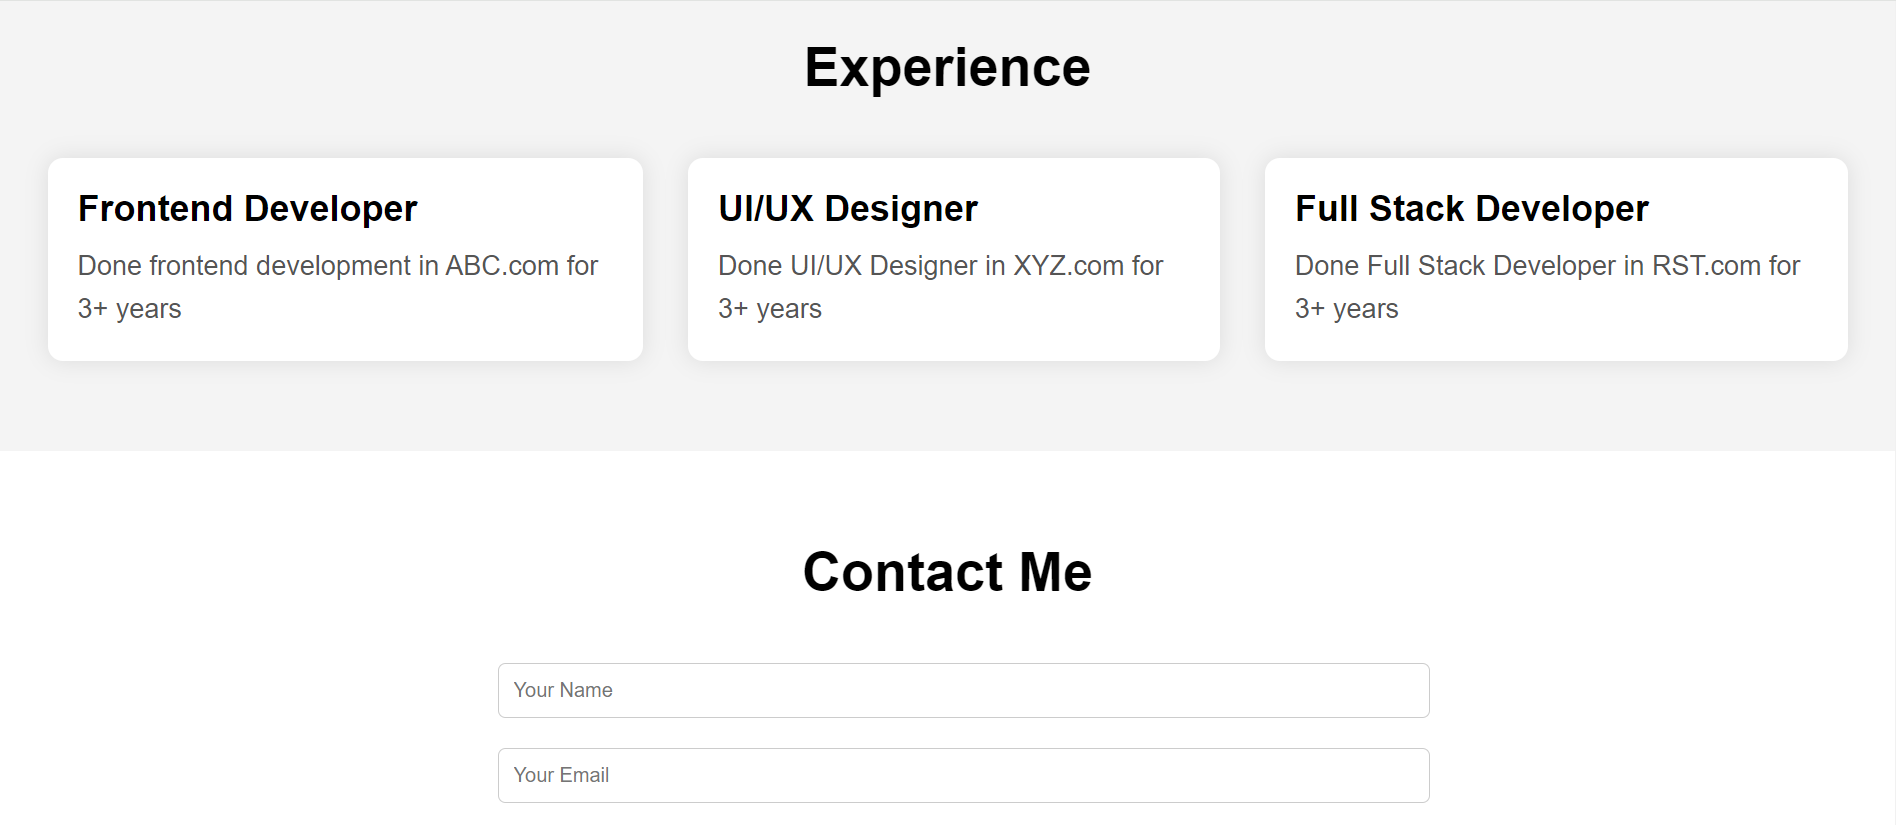 Experience
Frontend Developer
Done frontend development in ABC.com for
3+ years
UI/UX Designer
Done UI/UX Designer in XYZ.com for
3+ years
Full Stack Developer
Done Full Stack Developer in RST.com for
3+ years
Contact Me
Your Name
Your Email